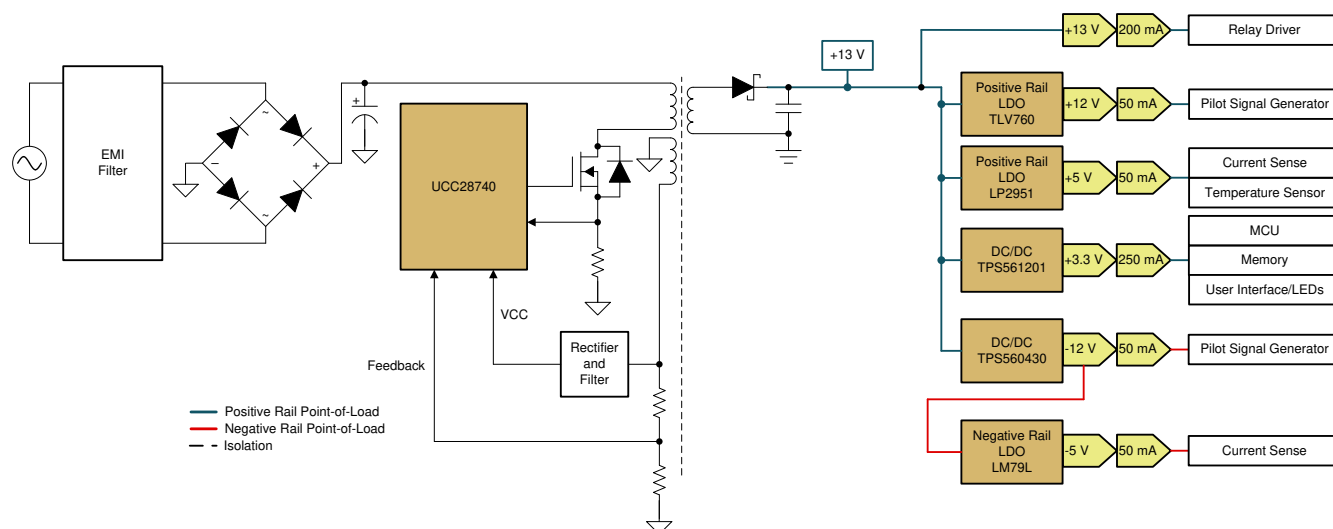 EMI
Filter
~
−
+
~
+
UCC28740
VCC
Feedback
Rectifier
and
Filter
+13 V
+13 V
200 mA
Relay Driver
Positive Rail
LDO
TLV760
+12 V
50 mA
Pilot Signal Generator
Positive Rail
LDO
LP2951
+5 V
50 mA
Current Sense
Temperature Sensor
DC/DC
TPS561201
+3.3 V
250 mA
MCU
Memory
User Interface/LEDs
DC/DC
TPS560430
-12 V
50 mA
Pilot Signal Generator
Negative Rail
LDO
LM79L
-5 V
50 mA
Current Sense
Positive Rail Point-of-Load
Negative Rail Point-of-Load
Isolation